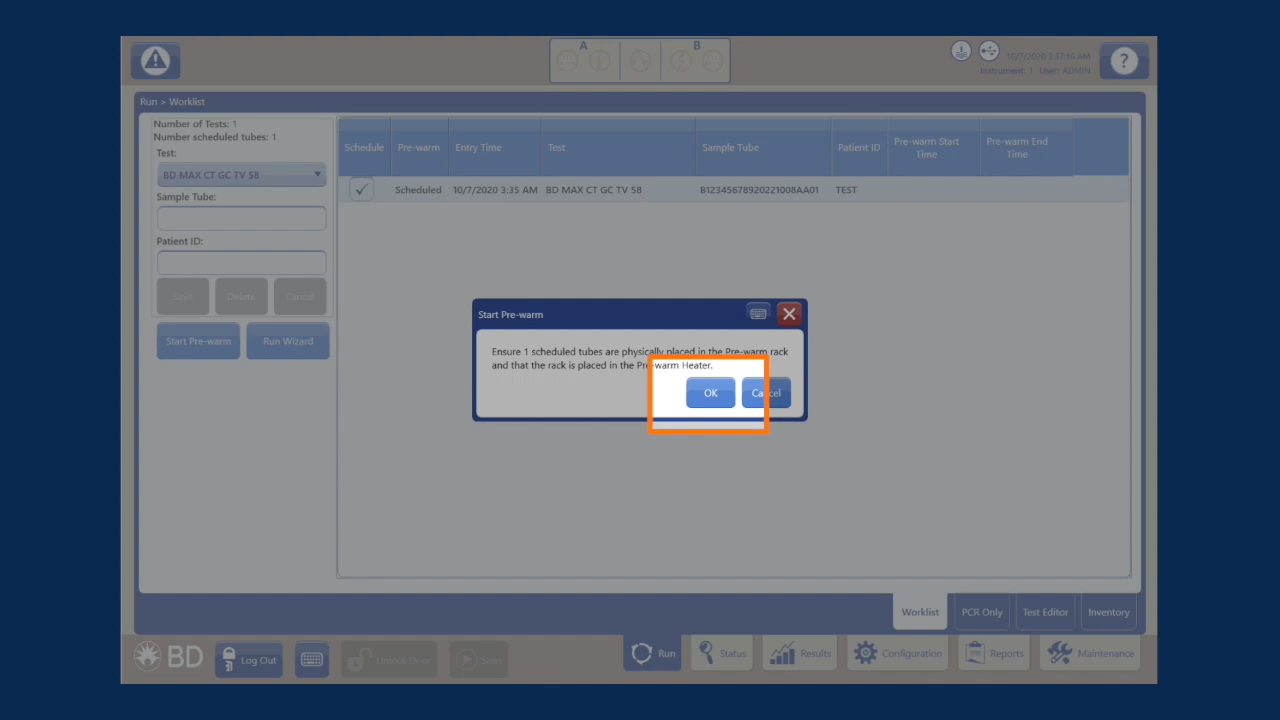 A
B
10/7/2020 3:37:16 AM
Instrument: 1 User: ADMIN
?
Run > Worklist
Number of Tests: 1
Number scheduled tubes: 1
Test:
BD MAX CT GC TV 58
Sample Tube:
Patient ID:
Save Delete Cancel
Start Pre-warm Run Wizard
Schedule Pre-warm Entry Time Test Sample Tube Patient ID Pre-warm Start Time Pre-warm End Time
Scheduled 10/7/2020 3:35 AM BD MAX CT GC TV 58 B12345678920221008AA01 TEST
Start Pre-warm
Ensure 1 scheduled tubes are physically placed in the Pre-warm rack
and that the rack is placed in the Pre-warm Heater.
OK Cancel
Worklist PCR Only Test Editor Inventory
BD Log Out Unlock Door Start Run Status Results Configuration Reports Maintenance